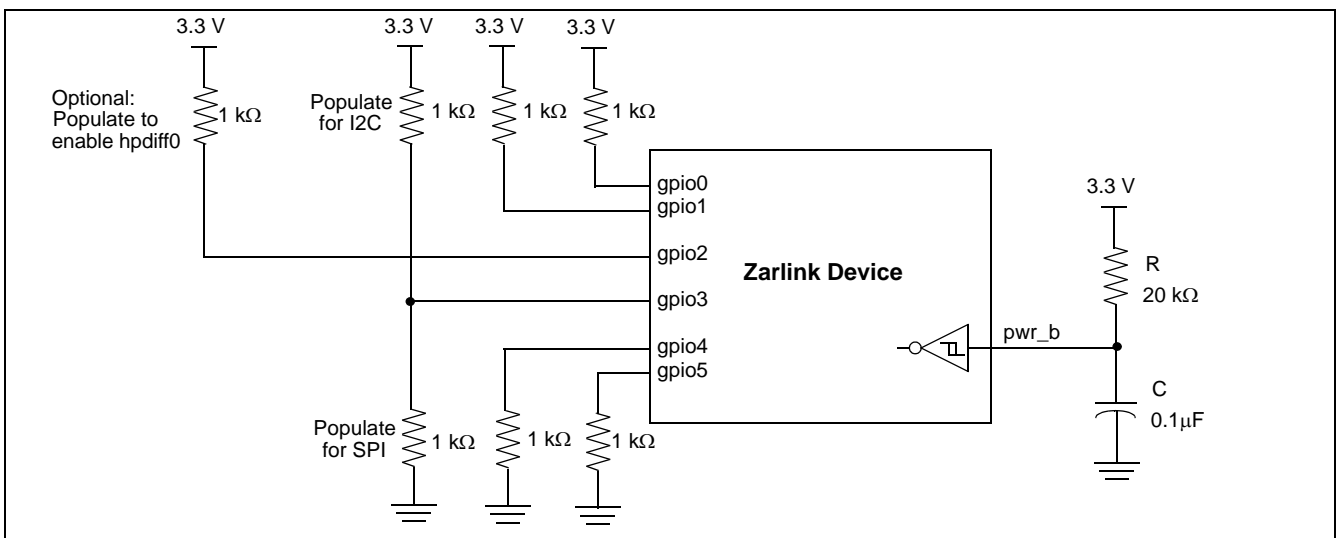 3.3 V
3.3 V
3.3 V
3.3 V
Optional:
Populate to
enable hpdiff0
1 kΩ
Populate
for I2C
1 kΩ
1 kΩ
1 kΩ
gpio0
gpio1
gpio2
gpio3
gpio4
gpio5
Zarlink Device
pwr_b
3.3 V
R
20 kΩ
C
0.1μF
Populate
for SPI
1 kΩ
1 kΩ
1 kΩ